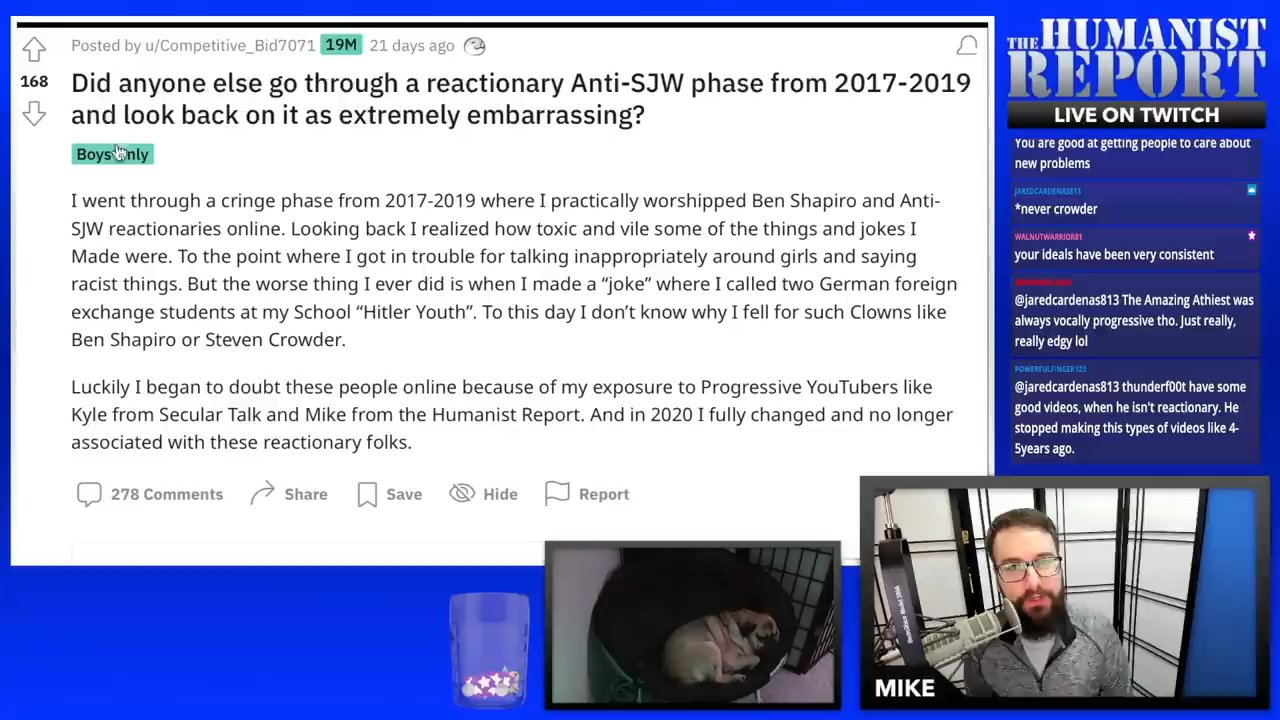 Posted by u/Competitive_Bid7071 19M 21 days ago
168
Did anyone else go through a reactionary Anti-SJW phase from 2017-2019
and look back on it as extremely embarrassing?
Boys Only
I went through a cringe phase from 2017-2019 where I practically worshipped Ben Shapiro and Anti-
SJW reactionaries online. Looking back I realized how toxic and vile some of the things and jokes I
Made were. To the point where I got in trouble for talking inappropriately around girls and saying
racist things. But the worse thing I ever did is when I made a “joke” where I called two German foreign
exchange students at my School “Hitler Youth”. To this day I don’t know why I fell for such Clowns like
Ben Shapiro or Steven Crowder.
Luckily I began to doubt these people online because of my exposure to Progressive YouTubers like
Kyle from Secular Talk and Mike from the Humanist Report. And in 2020 I fully changed and no longer
associated with these reactionary folks.
278 Comments Share Save Hide Report
THE HUMANIST
REPORT
LIVE ON TWITCH
You are good at getting people to care about
new problems
JAREDCARDENAS813
*never crowder
WALNUTWARRIOR81
your ideals have been very consistent
@jaredcardenas813 The Amazing Athiest was
always vocally progressive tho. Just really,
really edgy lol
POWERFULFINGER123
@jaredcardenas813 thunderf00t have some
good videos, when he isn't reactionary. He
stopped making this types of videos like 4-
5years ago.
MIKE